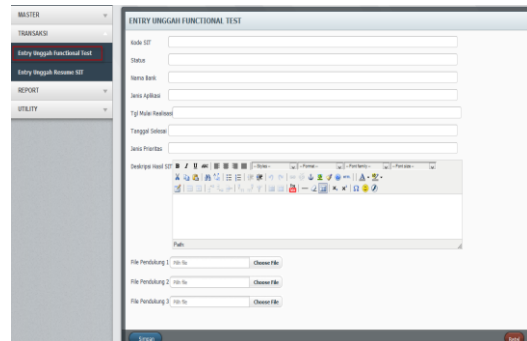 MASTER
TRANSAKSI
Entry Unggah Functional Test
Entry Unggah Resume SIT
REPORT
UTILITY
ENTRY UNGGAH FUNCTIONAL TEST
Kode SIT
Status
Nama Bank
Jenis Aplikasi
Tgl Mulai Realisasi
Tanggal Selesai
Jenis Prioritas
Deskripsi Hasil SIT
Path:
File Pendukung 1 Choose File
File Pendukung 2 Choose File
File Pendukung 3 Choose File
Simpan
Batal